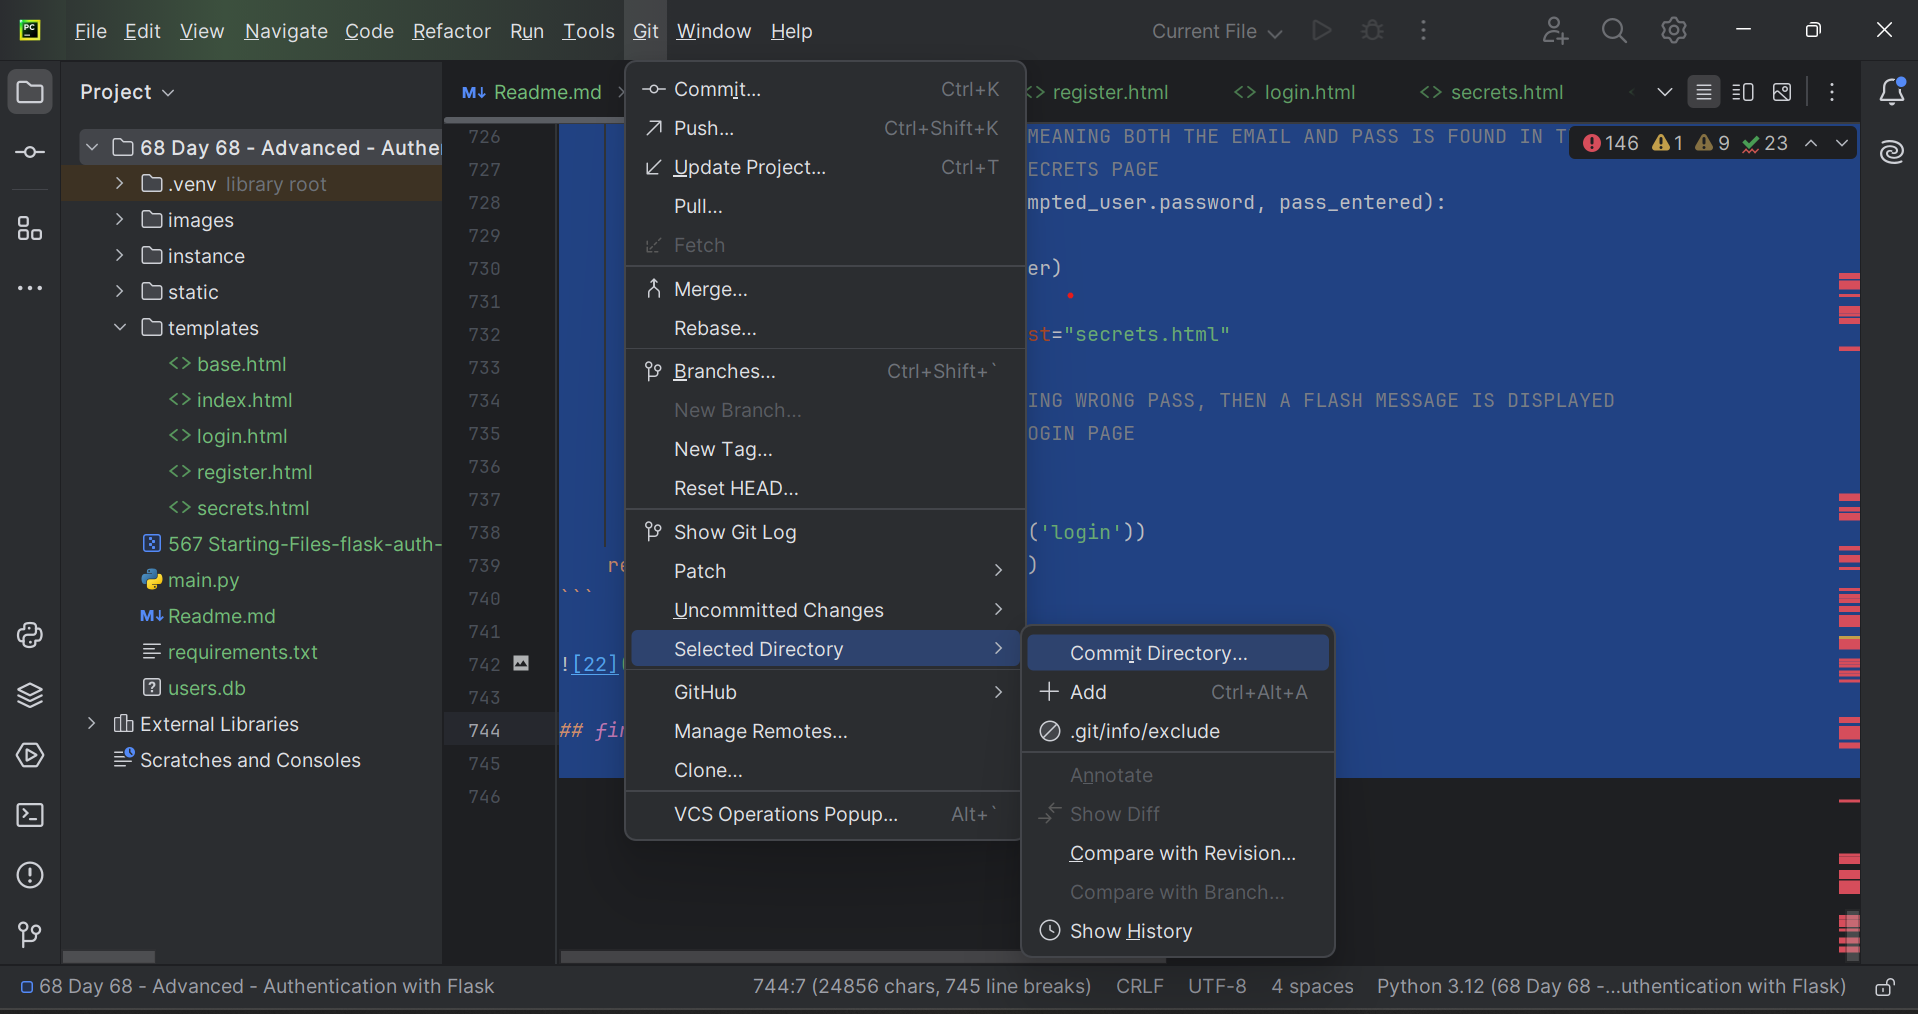 PC
File Edit View Navigate Code Refactor Run Tools Git Window Help
Current File
Project
68 Day 68 - Advanced - Authe
.venv library root
images
instance
static
templates
base.html
index.html
login.html
register.html
secrets.html
567 Starting-Files-flask-auth-
main.py
M↓ Readme.md
requirements.txt
users.db
External Libraries
Scratches and Consoles
M↓ Readme.md
register.html
login.html
secrets.html
146 1 9 23
726 MEANING BOTH THE EMAIL AND PASS IS FOUND IN T
727 ECRETS PAGE
728 mpted_user.password, pass_entered):
729
730 er)
731
732 st="secrets.html"
733
734 ING WRONG PASS, THEN A FLASH MESSAGE IS DISPLAYED
735 OGIN PAGE
736
737
738 ('login'))
739 re )
740 ```
741
742 ![22]
743
744 ## fin
745
746
Commit... Ctrl+K
Push... Ctrl+Shift+K
Update Project... Ctrl+T
Pull...
Fetch
Merge...
Rebase...
Branches... Ctrl+Shift+`
New Branch...
New Tag...
Reset HEAD...
Show Git Log
Patch
Uncommitted Changes
Selected Directory
GitHub
Manage Remotes...
Clone...
VCS Operations Popup... Alt+`
Commit Directory...
Add Ctrl+Alt+A
.git/info/exclude
Annotate
Show Diff
Compare with Revision...
Compare with Branch...
Show History
68 Day 68 - Advanced - Authentication with Flask
744:7 (24856 chars, 745 line breaks) CRLF UTF-8 4 spaces Python 3.12 (68 Day 68 -...uthentication with Flask)